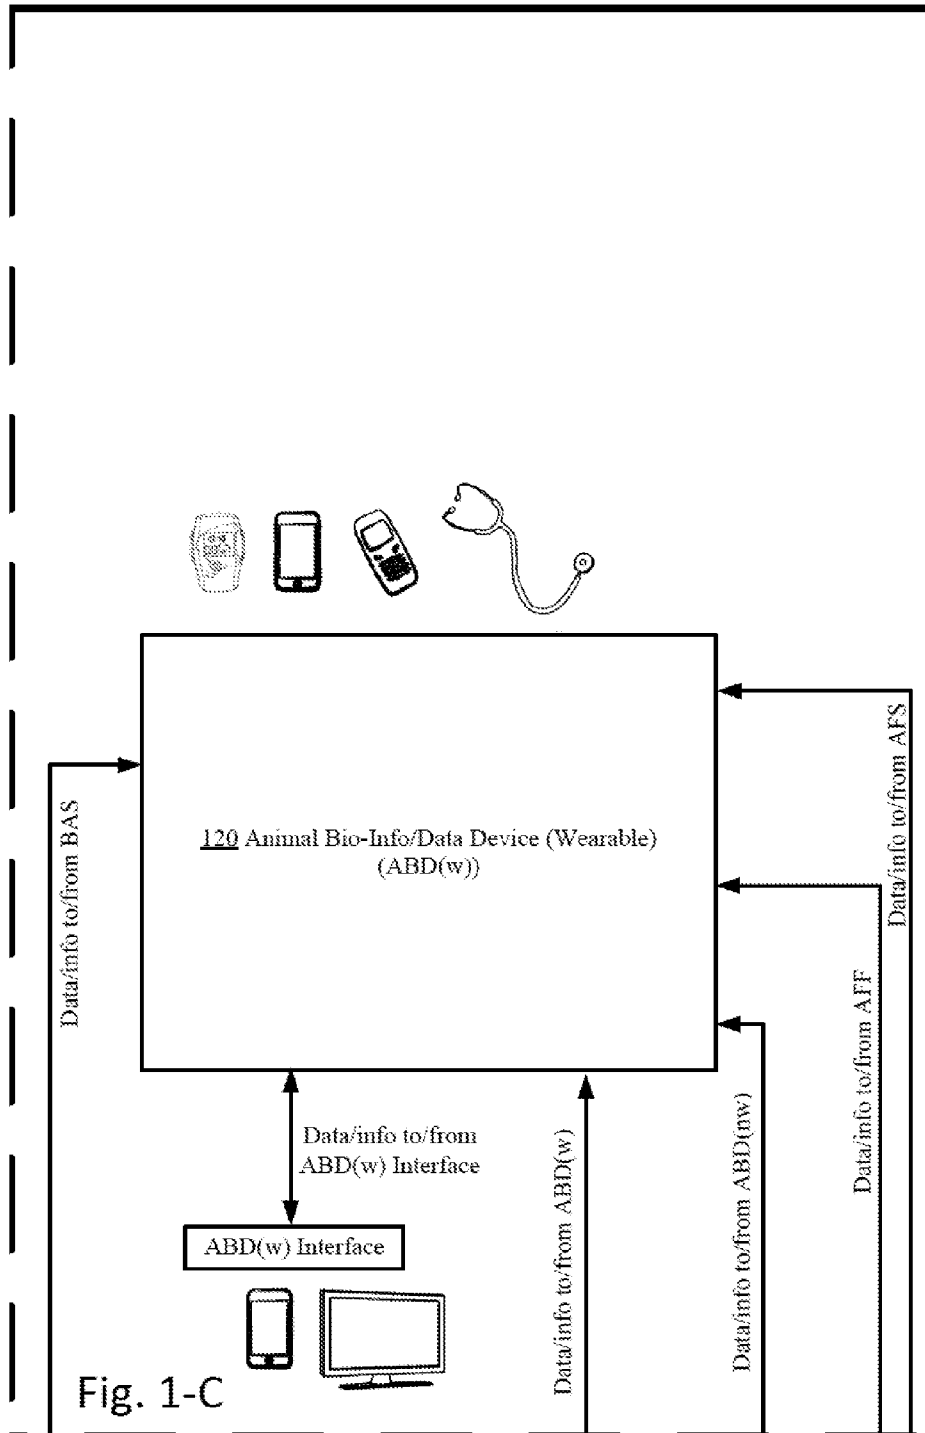 120 Animal Bio-Info/Data Device (Wearable)
(ABD(w))
Data/info to/from BAS
Data/info to/from AFS
Data/info to/from AFF
Data/info to/from ABD(nw)
Data/info to/from ABD(w)
Data/info to/from
ABD(w) Interface
ABD(w) Interface
Fig. 1-C